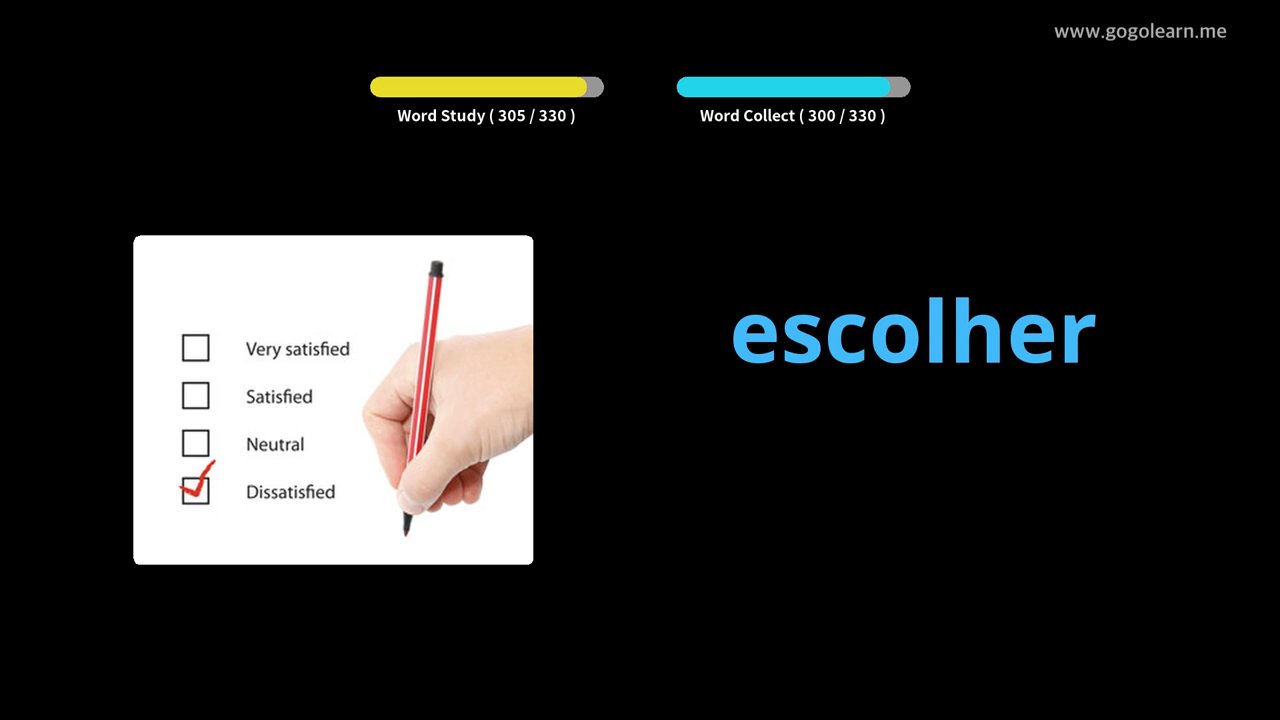 www.gogolearn.me
Word Study ( 305 / 330 )
Word Collect ( 300 / 330 )
Very satisfied
Satisfied
Neutral
Dissatisfied
escolher